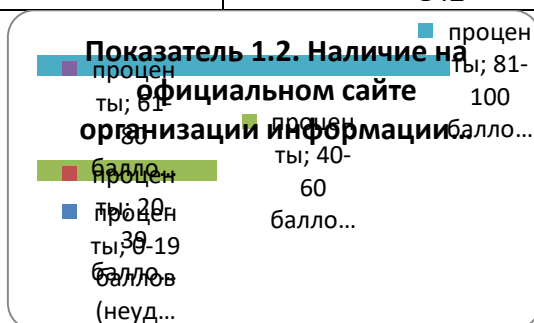 Показатель 1.2. Наличие на
официальном сайте
организации информации…
процен
ты; 81-
100
балло…
процен
ты; 61-
80
балло…
процен
ты; 40-
60
балло…
процен
ты; 20-
39
балло…
процен
ты; 0-19
баллов
(неуд…